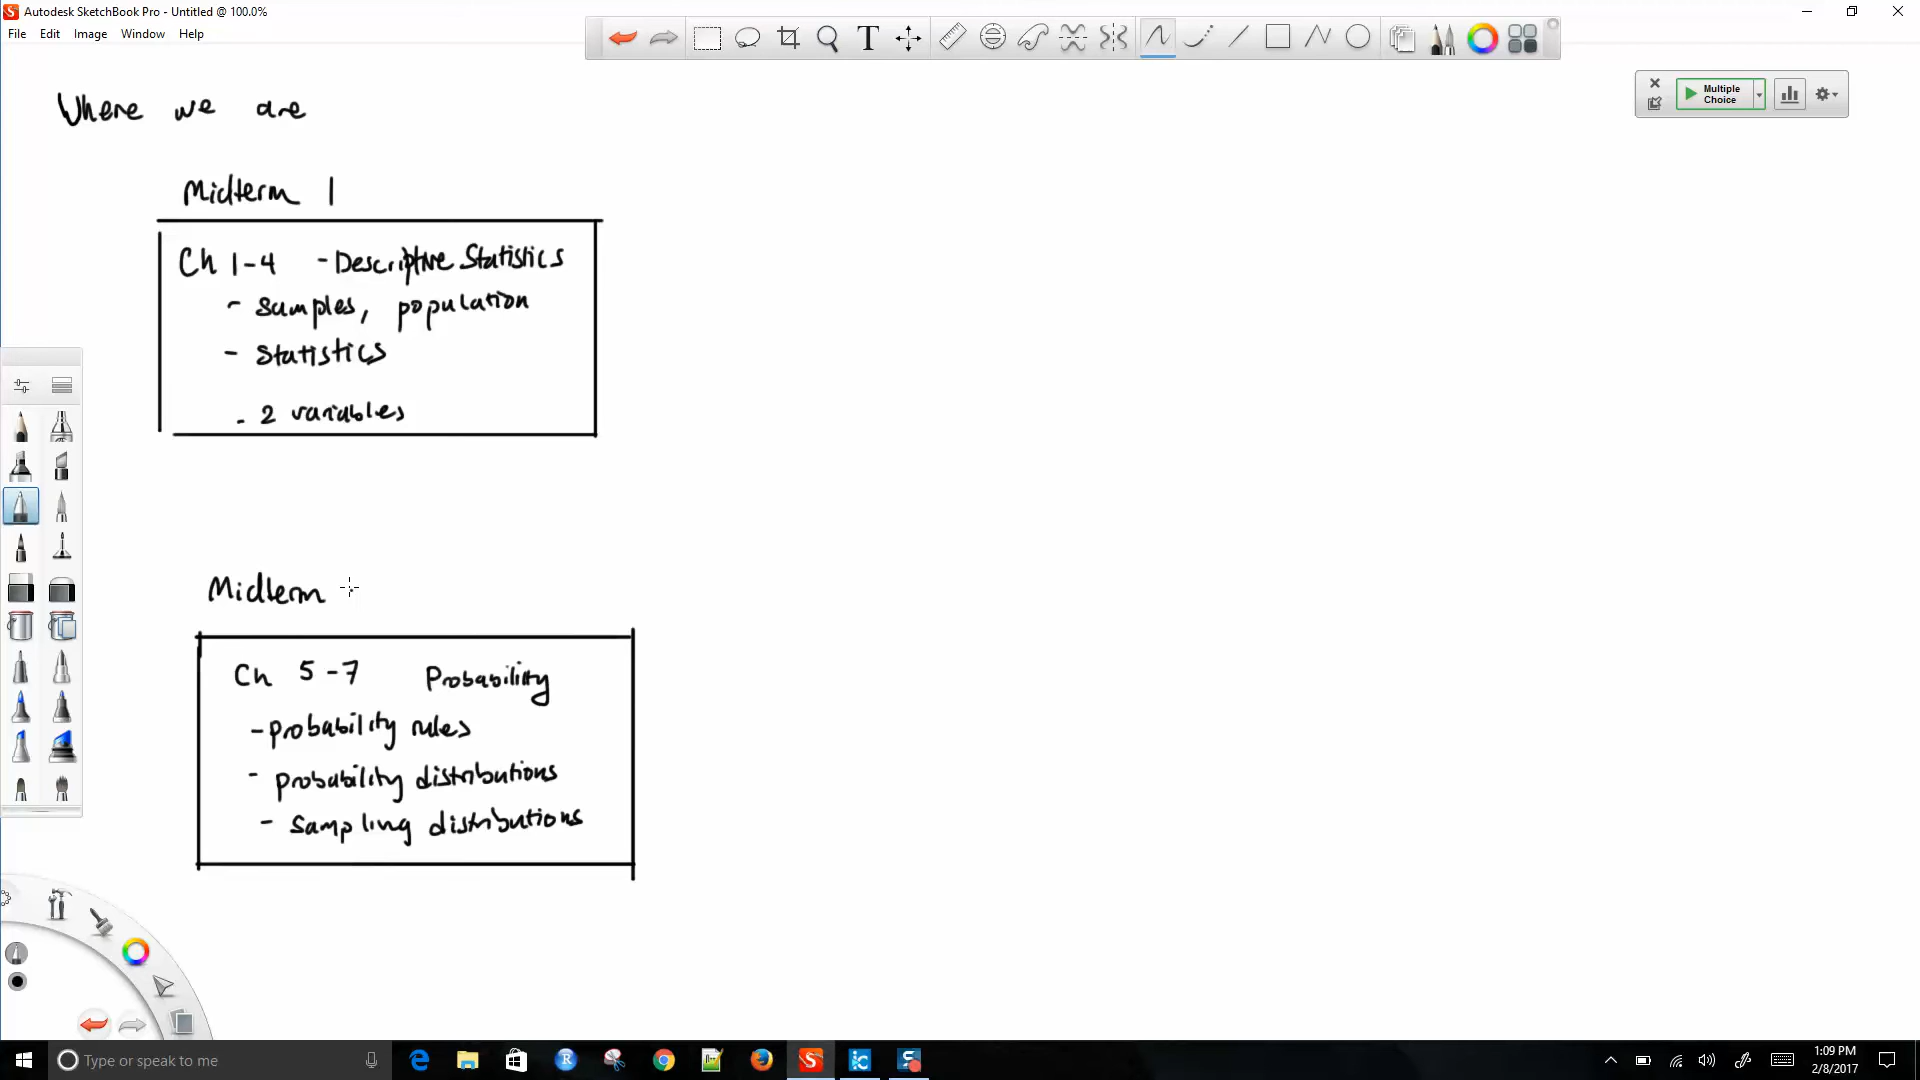 Autodesk SketchBook Pro - Untitled @ 100.0%
File Edit Image Window Help
T
Multiple
Choice
Where we are
Midterm 1
Ch 1-4 - Descriptive Statistics
- samples, population
- statistics
- 2 variables
Midterm
Ch 5-7 Probability
- probability rules
- probability distributions
- sampling distributions
Type or speak to me
1:09 PM
2/8/2017